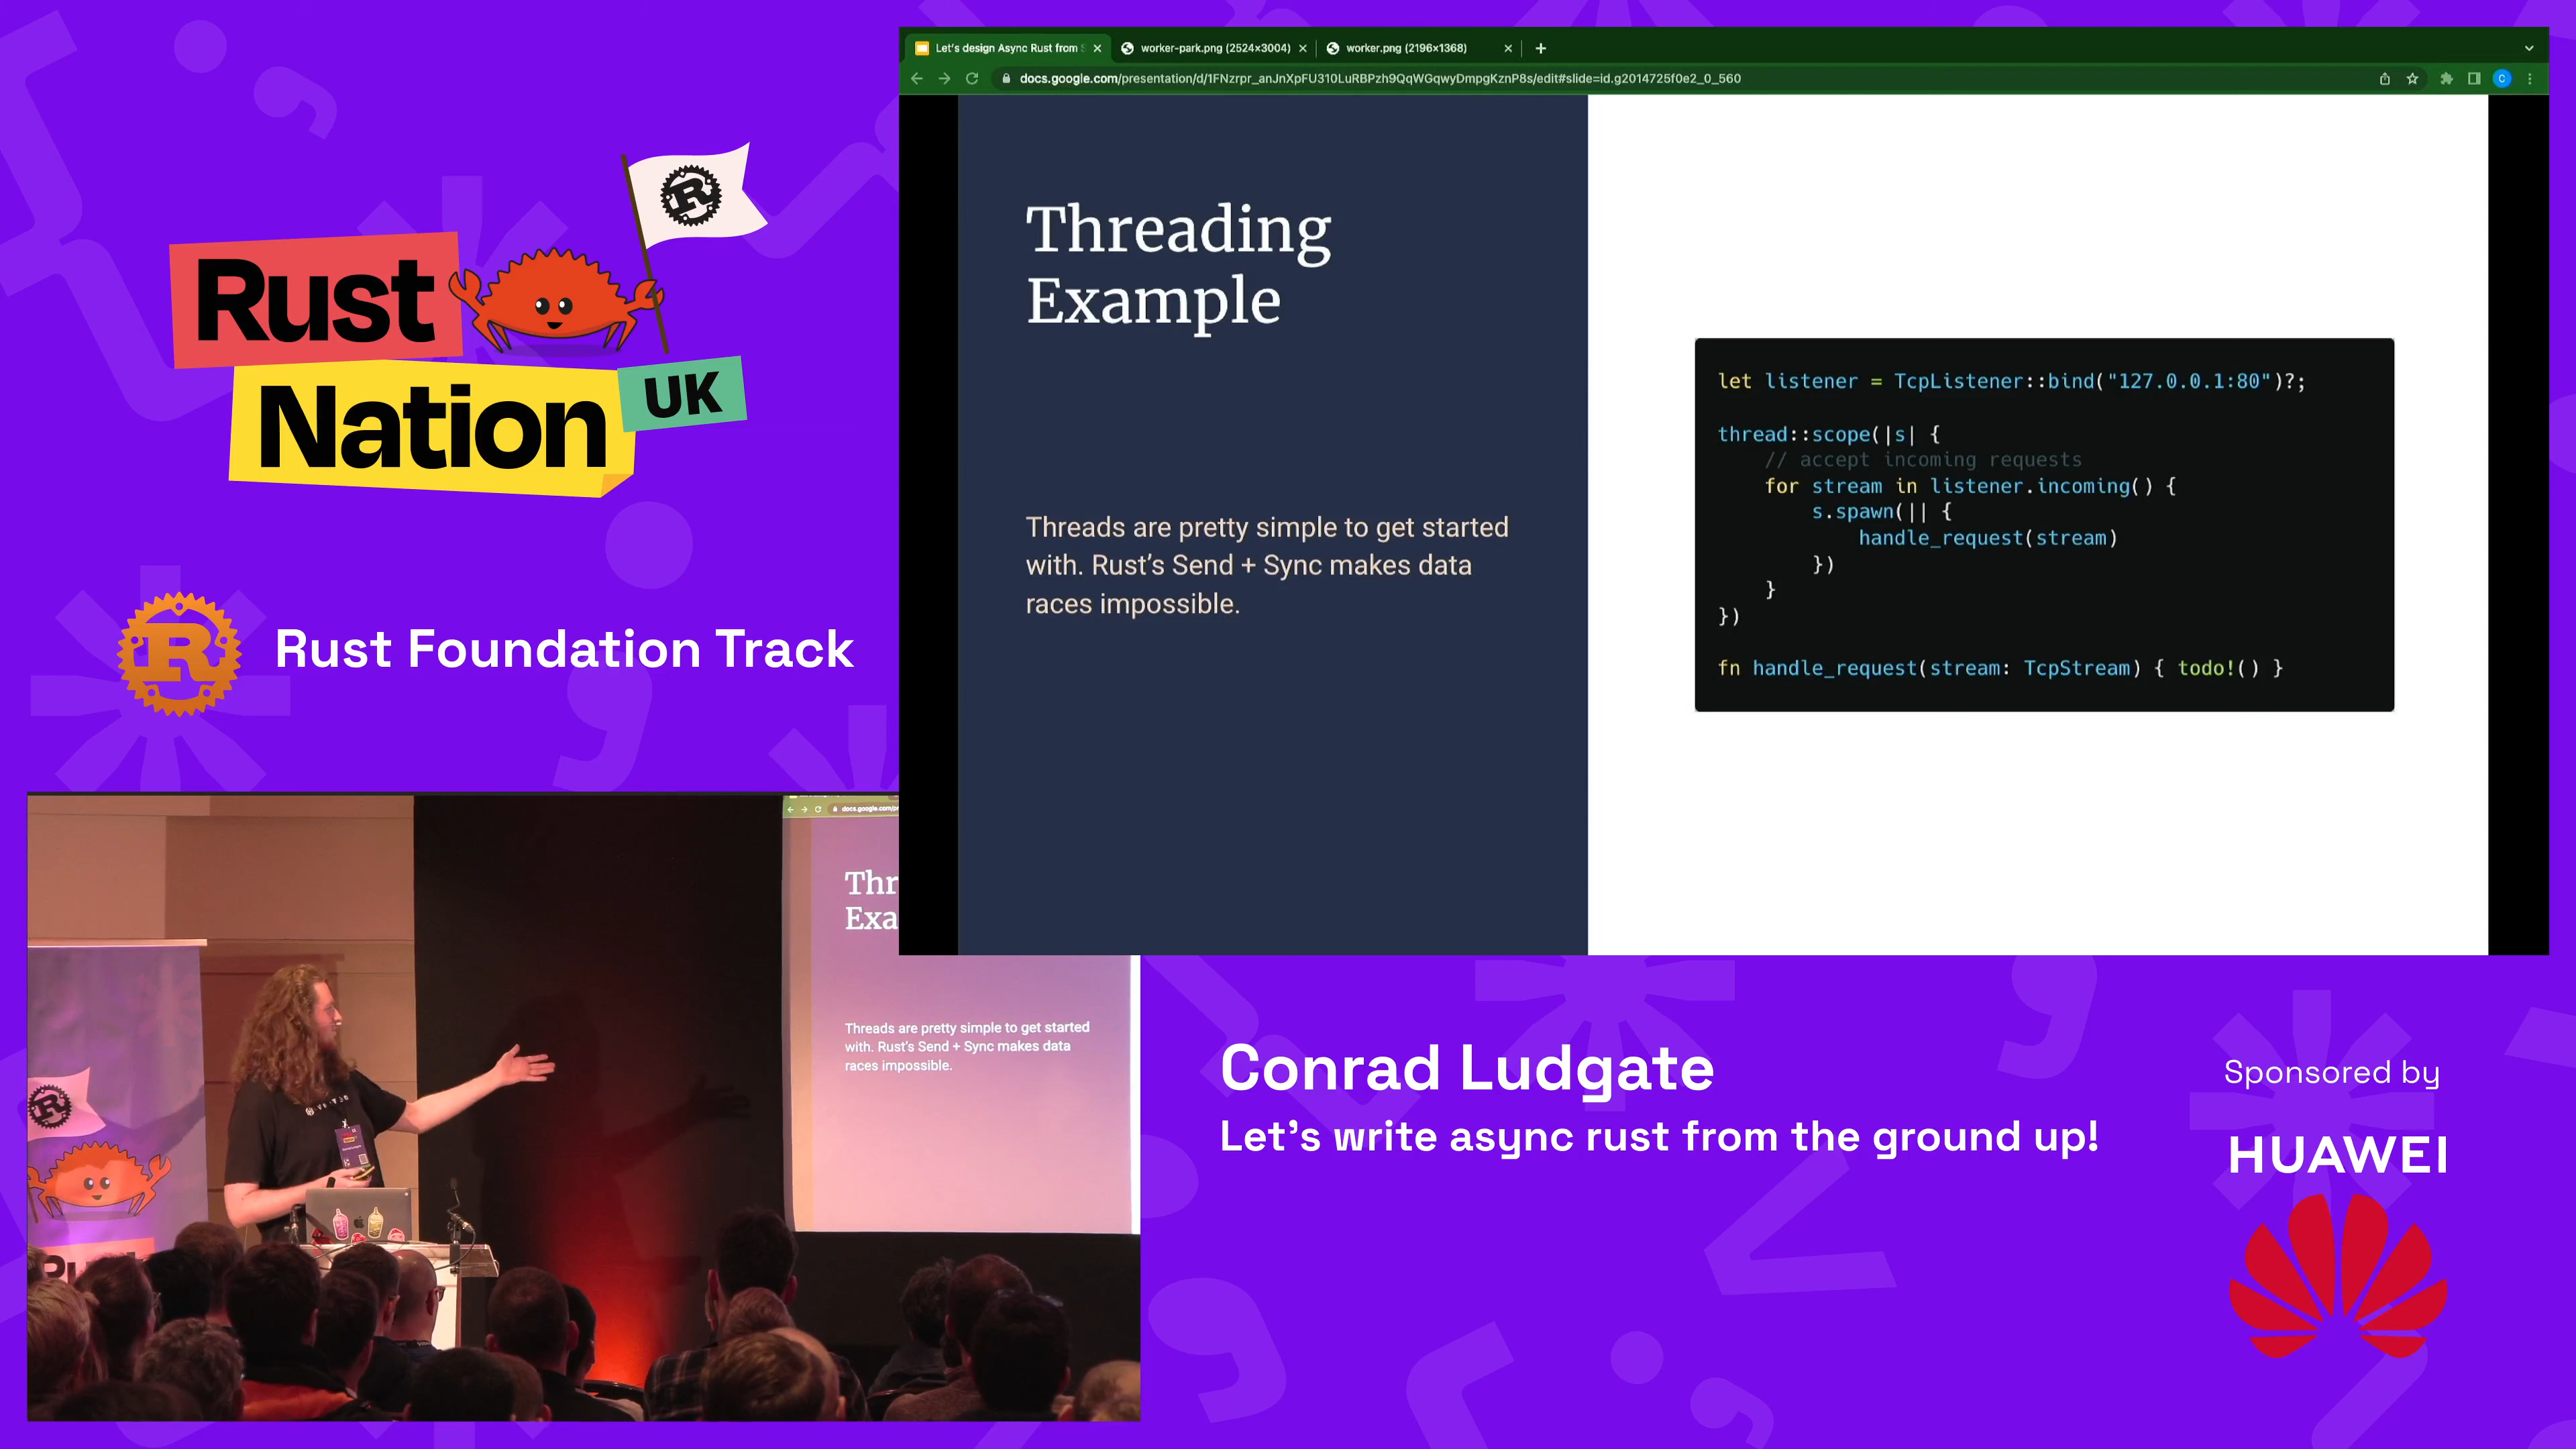 Rust
Nation
UK
Rust Foundation Track
Let's design Async Rust from
worker-park.png (2524×3004)
worker.png (2196×1368)
docs.google.com/presentation/d/1FNzrpr_anJnXpFU310LuRBPzh9QqWGqwyDmpgKznP8s/edit#slide=id.g2014725f0e2_0_560
C
Threading
Example
Threads are pretty simple to get started
with. Rust's Send + Sync makes data
races impossible.
let listener = TcpListener::bind("127.0.0.1:80")?;
thread::scope(|s| {
// accept incoming requests
for stream in listener.incoming() {
s.spawn(|| {
handle_request(stream)
})
}
})
fn handle_request(stream: TcpStream) { todo!() }
Thr
Exa
Threads are pretty simple to get started
with. Rust's Send + Sync makes data
races impossible.
Conrad Ludgate
Let's write async rust from the ground up!
Sponsored by
HUAWEI